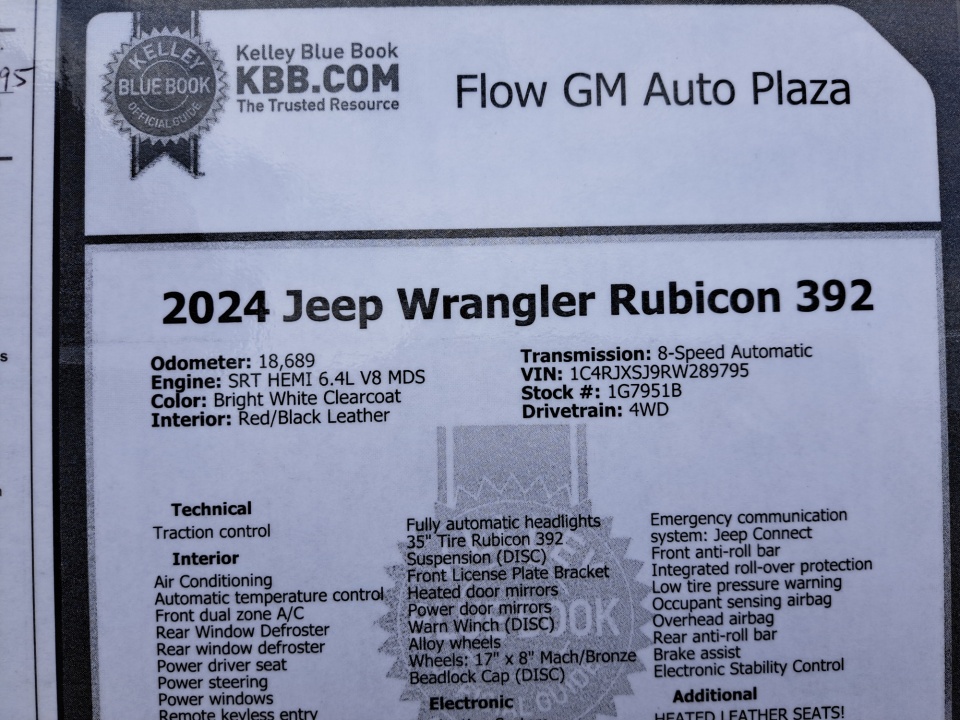 95
KELLEY
BLUE BOOK
OFFICIAL GUIDE
Kelley Blue Book
KBB.COM
The Trusted Resource
Flow GM Auto Plaza
2024 Jeep Wrangler Rubicon 392
Odometer: 18,689
Engine: SRT HEMI 6.4L V8 MDS
Color: Bright White Clearcoat
Interior: Red/Black Leather
Transmission: 8-Speed Automatic
VIN: 1C4RJXSJ9RW289795
Stock #: 1G7951B
Drivetrain: 4WD
Technical
Traction control
Interior
Air Conditioning
Automatic temperature control
Front dual zone A/C
Rear Window Defroster
Rear window defroster
Power driver seat
Power steering
Power windows
Remote keyless entry
Fully automatic headlights
35" Tire Rubicon 392
Suspension (DISC)
Front License Plate Bracket
Heated door mirrors
Power door mirrors
Warn Winch (DISC)
Alloy wheels
Wheels: 17" x 8" Mach/Bronze
Beadlock Cap (DISC)
Electronic
Emergency communication
system: Jeep Connect
Front anti-roll bar
Integrated roll-over protection
Low tire pressure warning
Occupant sensing airbag
Overhead airbag
Rear anti-roll bar
Brake assist
Electronic Stability Control
Additional
HEATED LEATHER SEATS!